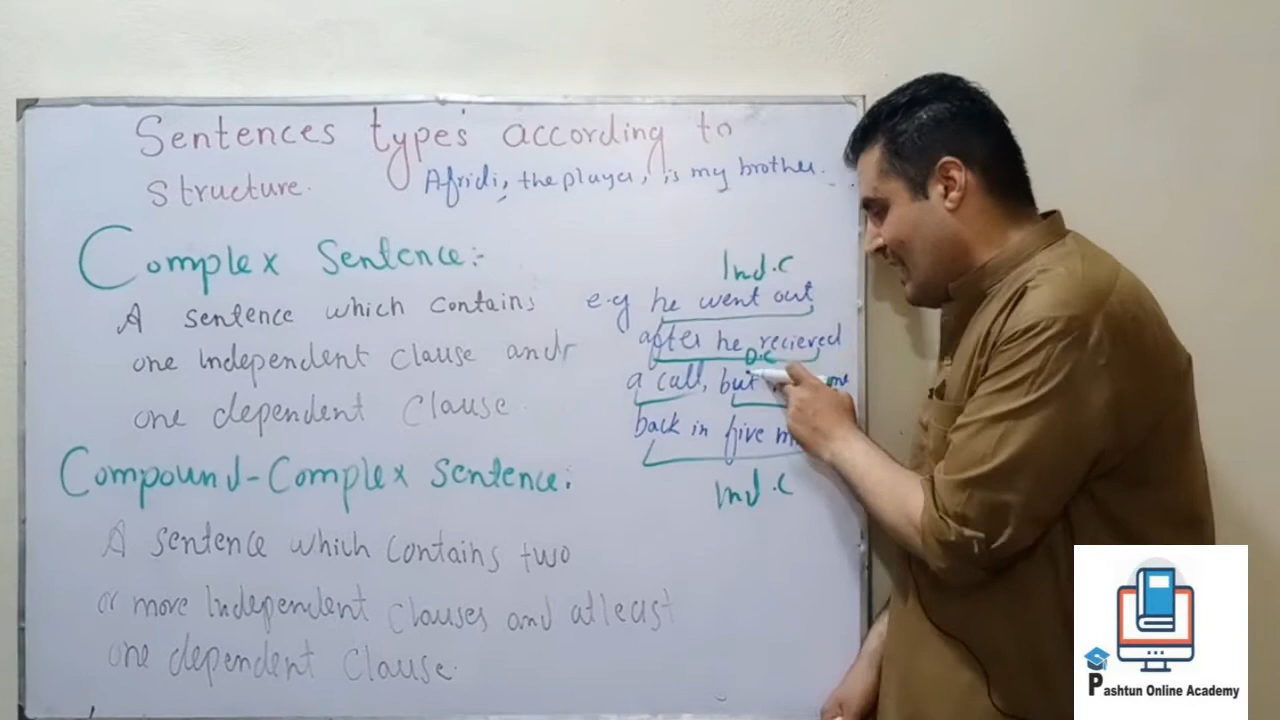 Sentences types according to
structure.
Afridi, the player, is my brother.
Complex Sentence:-
A sentence which contains
one independent clause and
one dependent clause.
Compound-Complex sentence:
A sentence which contains two
or more independent clauses and atleast
one dependent clause.
Ind.C
e.g he went out
after he recieved
D.C
a call, but
back in five
Ind.C
Pashtun Online Academy